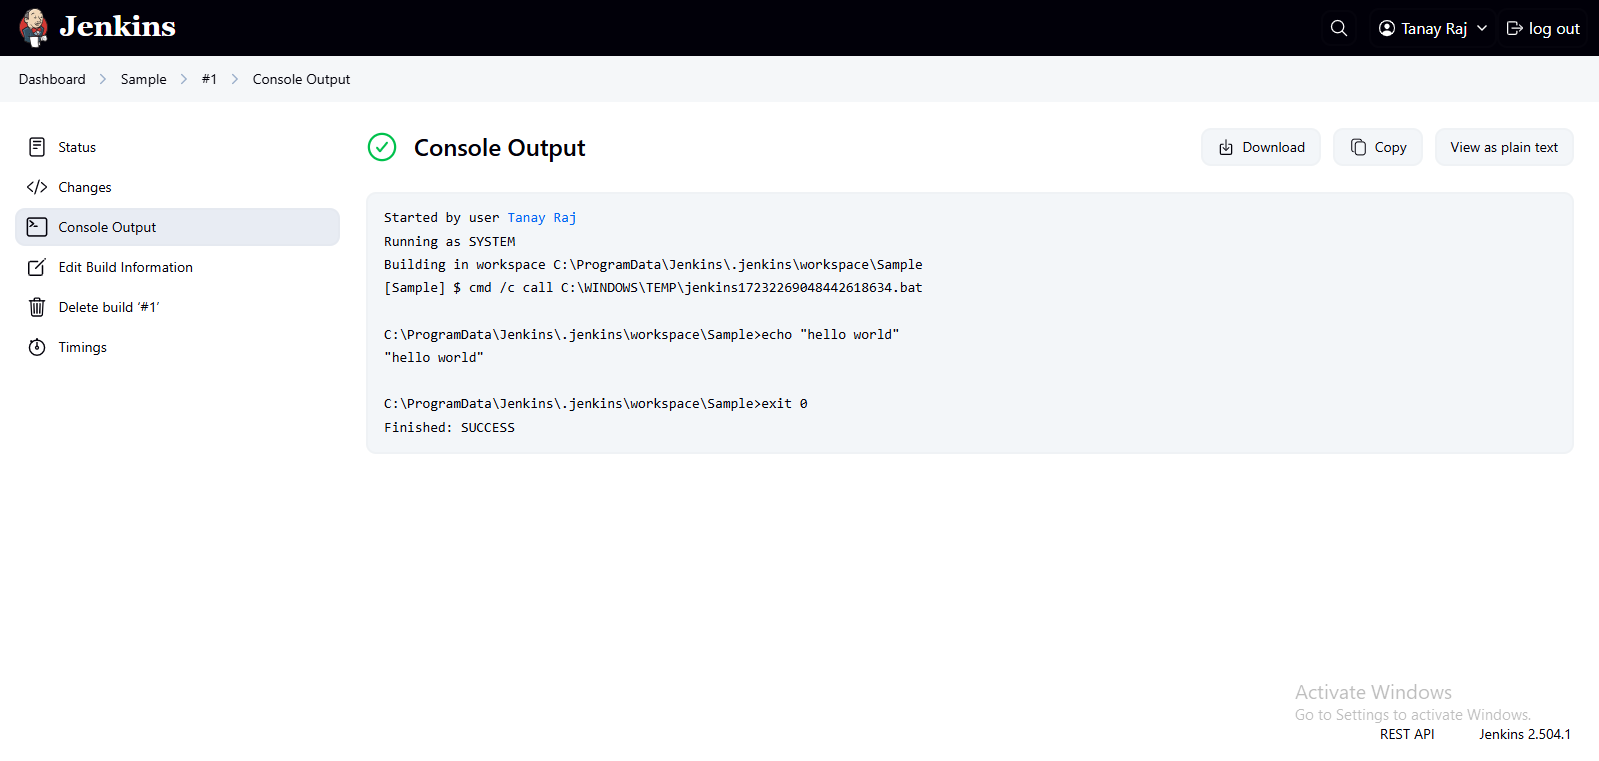 Jenkins
Tanay Raj
log out
Dashboard
Sample
#1
Console Output
Status
Changes
Console Output
Edit Build Information
Delete build ‘#1’
Timings
Console Output
Download
Copy
View as plain text
Started by user Tanay Raj
Running as SYSTEM
Building in workspace C:\ProgramData\Jenkins\.jenkins\workspace\Sample
[Sample] $ cmd /c call C:\WINDOWS\TEMP\jenkins17232269048442618634.bat
C:\ProgramData\Jenkins\.jenkins\workspace\Sample>echo "hello world"
"hello world"
C:\ProgramData\Jenkins\.jenkins\workspace\Sample>exit 0
Finished: SUCCESS
Activate Windows
Go to Settings to activate Windows.
REST API
Jenkins 2.504.1